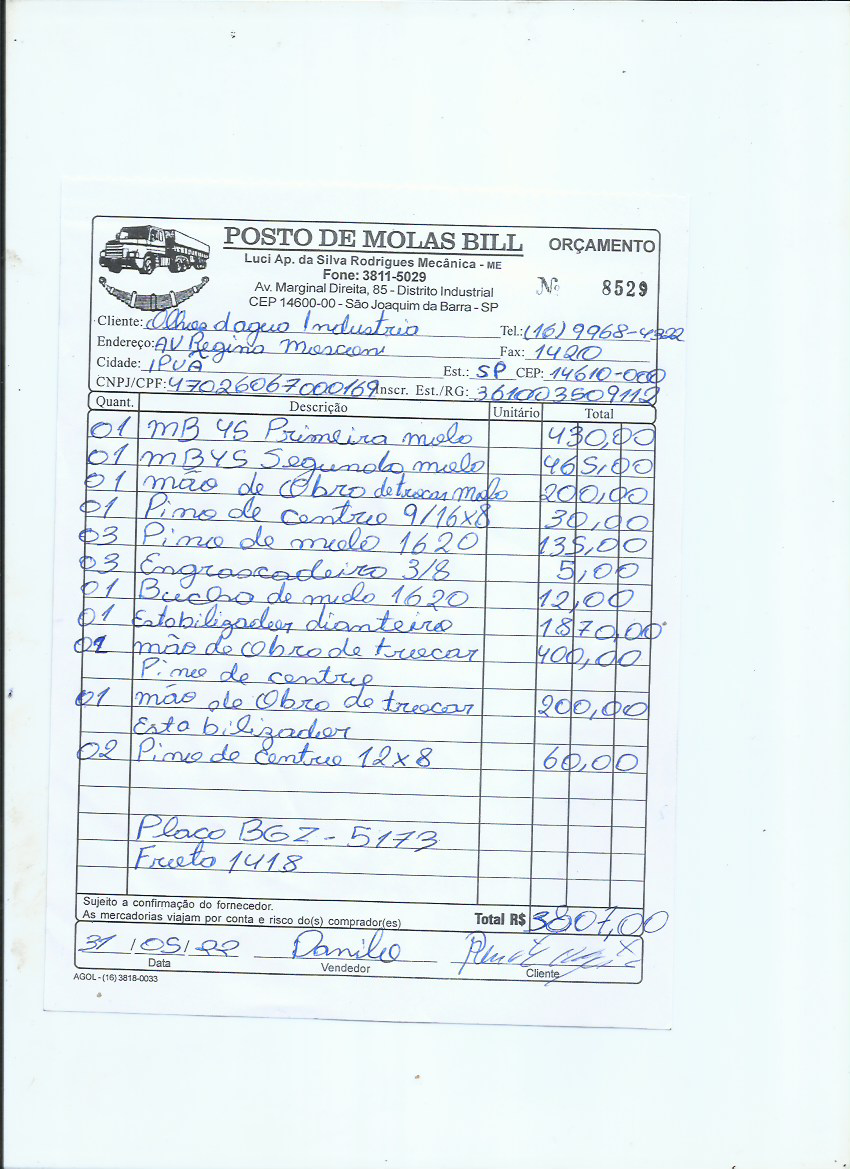 POSTO DE MOLAS BILL
ORÇAMENTO
Luci Ap. da Silva Rodrigues Mecânica - ME
Fone: 3811-5029
Av. Marginal Direita, 85 - Distrito Industrial
CEP 14600-00 - São Joaquim da Barra - SP
Nº 8529
Cliente: Olhos dagua Industria Tel.: (16) 9968-4322
Endereço: AV Regina Moscon Fax: 1420
Cidade: IPUÃ Est.: SP CEP: 14610-000
CNPJ/CPF: 47026067000169 Inscr. Est./RG: 361003509112
Quant. Descrição Unitário Total
01 MB 45 Primeira mola 430,00
01 MB45 Segunda mola 465,00
01 mão de Obra de trocar Mola 200,00
01 Pino de centro 9/16x8 30,00
03 Pino de mola 1620 135,00
03 Engraxadeira 3/8 5,00
01 Bucha de mola 1620 12,00
01 Estabilizador dianteiro 1870,00
mão de Obra de trocar 400,00
Pino de centro
01 mão de Obra de trocar 200,00
Estabilizador
02 Pino de centro 12x8 60,00
Placa BGZ-5173
Frota 1418
Sujeito a confirmação do fornecedor.
As mercadorias viajam por conta e risco do(s) comprador(es) Total R$ 3807,00
31/05/22 Danilo
Data Vendedor Cliente
AGOL - (16) 3818-0033